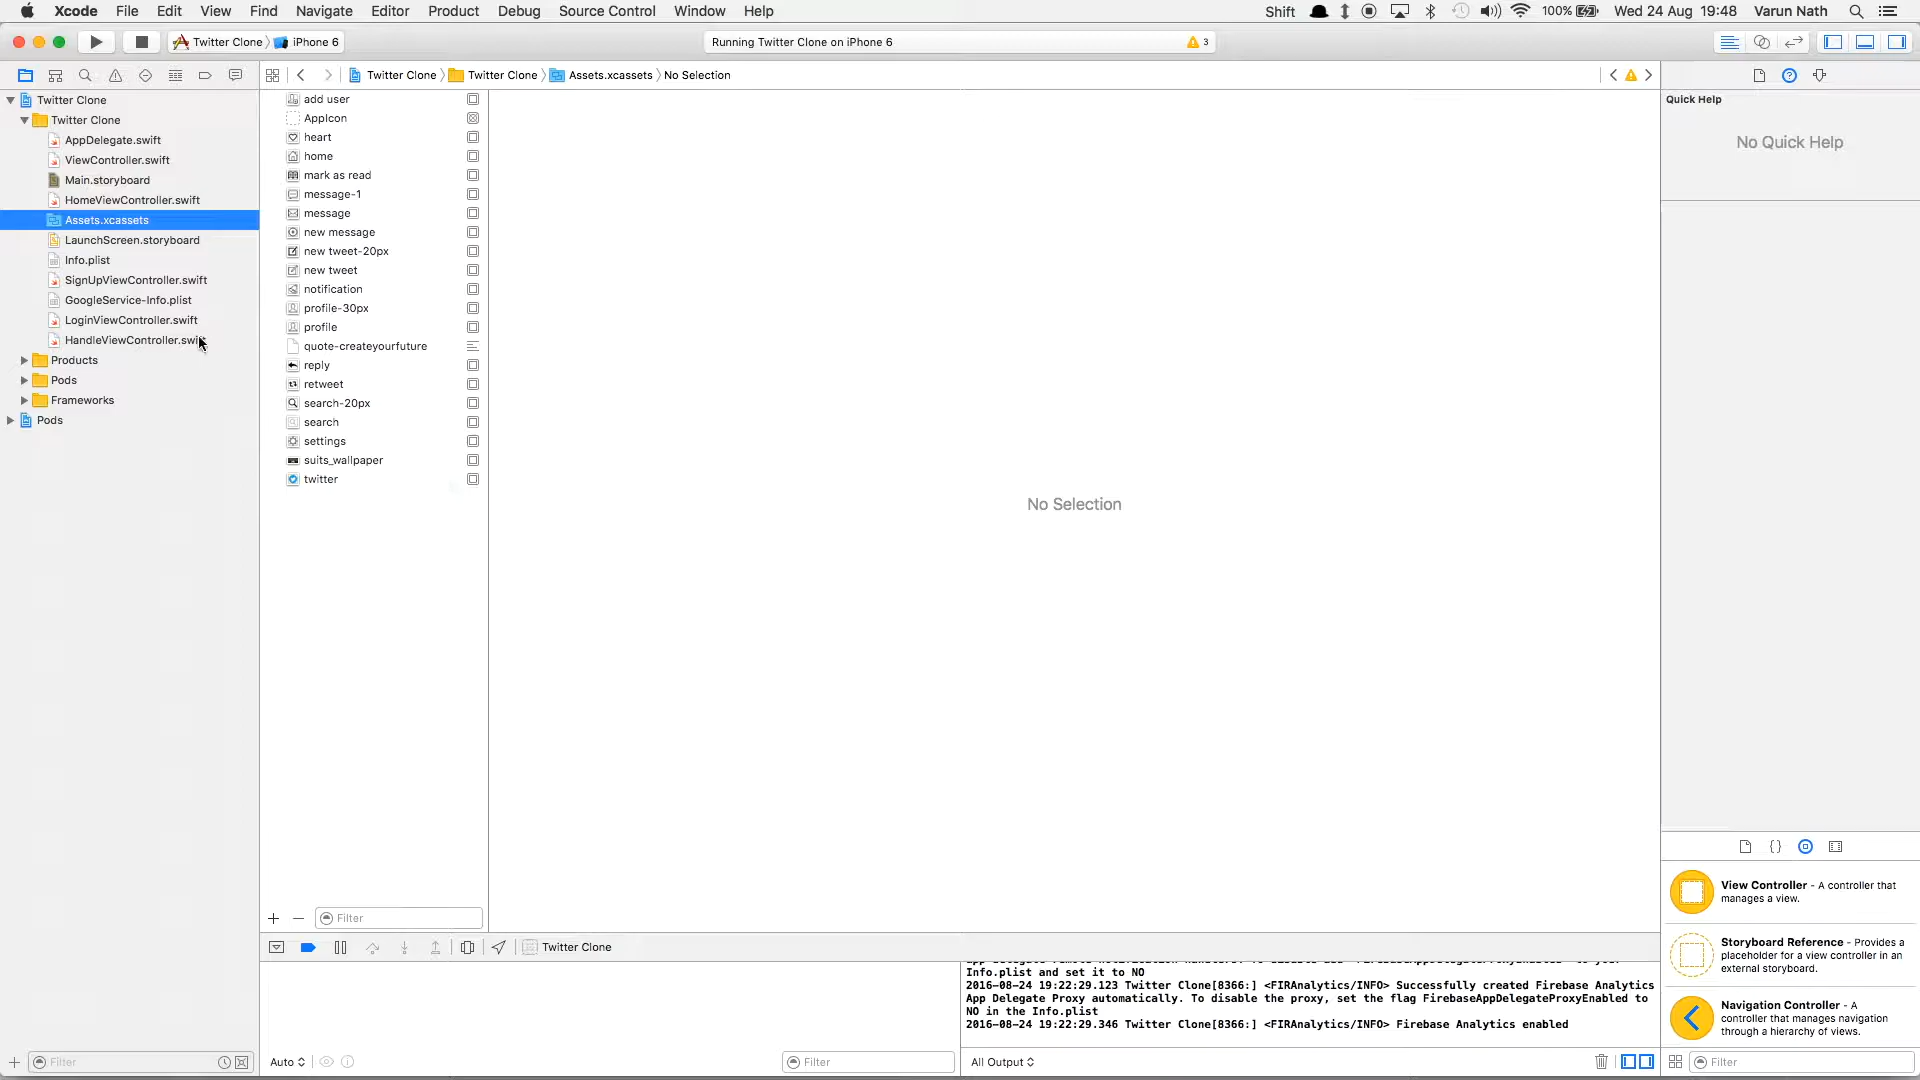 Xcode File Edit View Find Navigate Editor Product Debug Source Control Window Help Shift 100% Wed 24 Aug 19:48 Varun Nath
Twitter Clone iPhone 6 Running Twitter Clone on iPhone 6 3
Twitter Clone Twitter Clone Assets.xcassets No Selection
Twitter Clone
Twitter Clone
AppDelegate.swift
ViewController.swift
Main.storyboard
HomeViewController.swift
Assets.xcassets
LaunchScreen.storyboard
Info.plist
SignUpViewController.swift
GoogleService-Info.plist
LoginViewController.swift
HandleViewController.swift
Products
Pods
Frameworks
Pods
Filter
add user
AppIcon
heart
home
mark as read
message-1
message
new message
new tweet-20px
new tweet
notification
profile-30px
profile
quote-createyourfuture
reply
retweet
search-20px
search
settings
suits_wallpaper
twitter
Filter
No Selection
Twitter Clone
Auto
Filter
Info.plist and set it to NO
2016-08-24 19:22:29.123 Twitter Clone[8366:] <FIRAnalytics/INFO> Successfully created Firebase Analytics
App Delegate Proxy automatically. To disable the proxy, set the flag FirebaseAppDelegateProxyEnabled to
NO in the Info.plist
2016-08-24 19:22:29.346 Twitter Clone[8366:] <FIRAnalytics/INFO> Firebase Analytics enabled
All Output
Quick Help
No Quick Help
View Controller - A controller that
manages a view.
Storyboard Reference - Provides a
placeholder for a view controller in an
external storyboard.
Navigation Controller - A
controller that manages navigation
through a hierarchy of views.
Filter